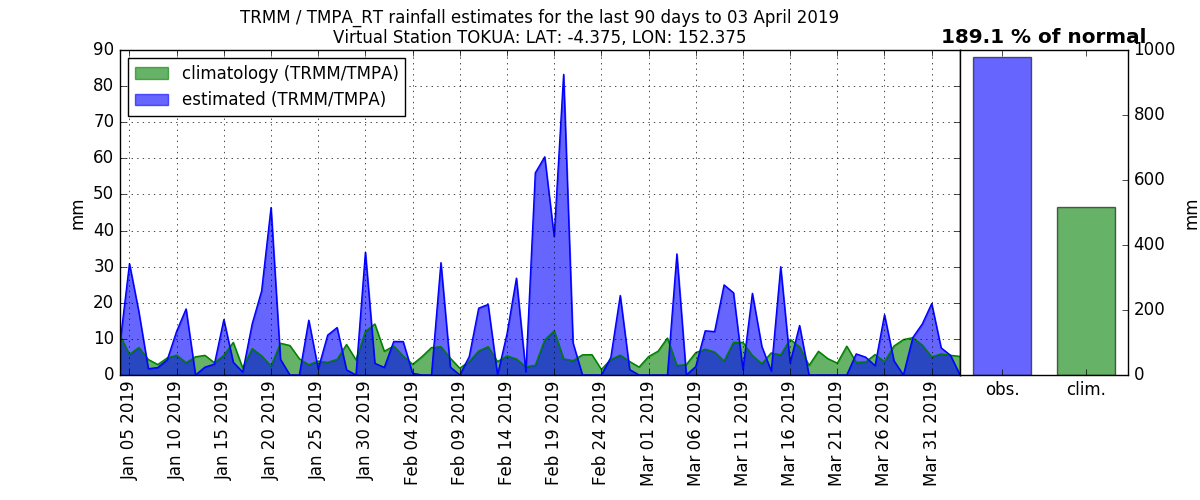 TRMM / TMPA_RT rainfall estimates for the last 90 days to 03 April 2019
Virtual Station TOKUA: LAT: -4.375, LON: 152.375
189.1 % of normal
climatology (TRMM/TMPA)
estimated (TRMM/TMPA)
90
80
70
60
50
40
30
20
10
0
mm
Jan 05 2019
Jan 10 2019
Jan 15 2019
Jan 20 2019
Jan 25 2019
Jan 30 2019
Feb 04 2019
Feb 09 2019
Feb 14 2019
Feb 19 2019
Feb 24 2019
Mar 01 2019
Mar 06 2019
Mar 11 2019
Mar 16 2019
Mar 21 2019
Mar 26 2019
Mar 31 2019
obs.
clim.
1000
800
600
400
200
0
mm